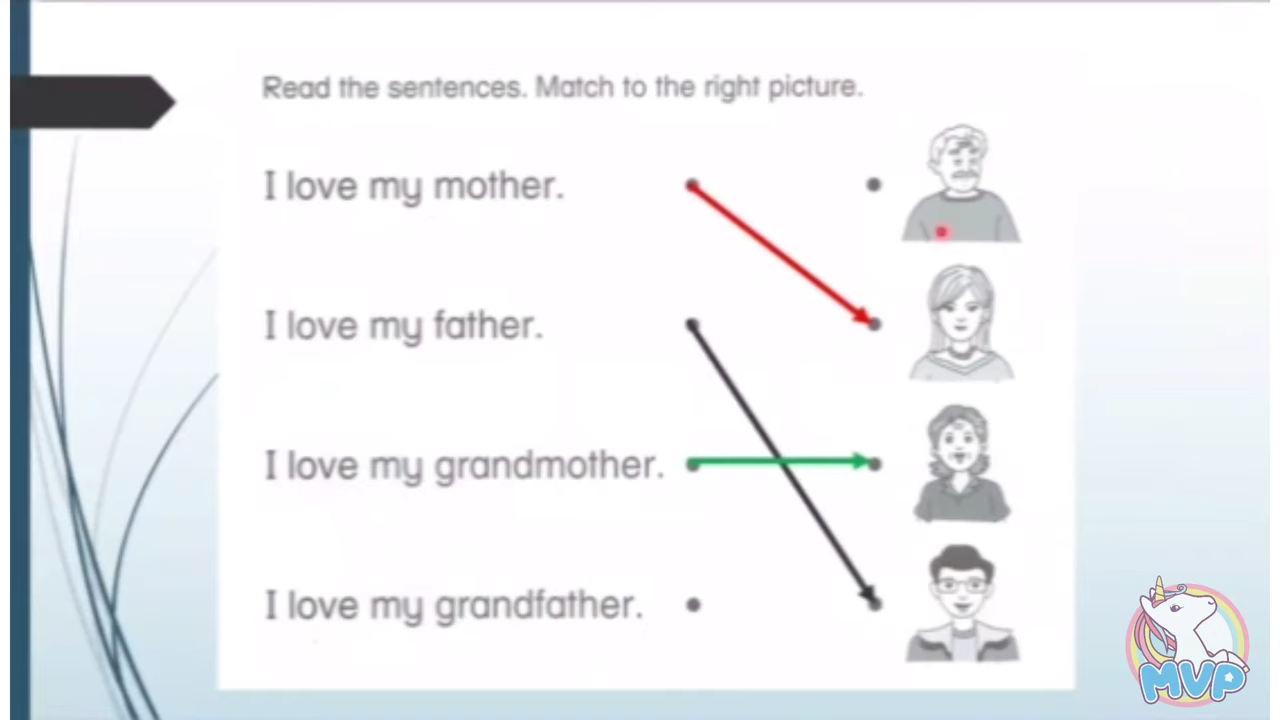 Read the sentences. Match to the right picture.
I love my mother.
I love my father.
I love my grandmother.
I love my grandfather.
MVP